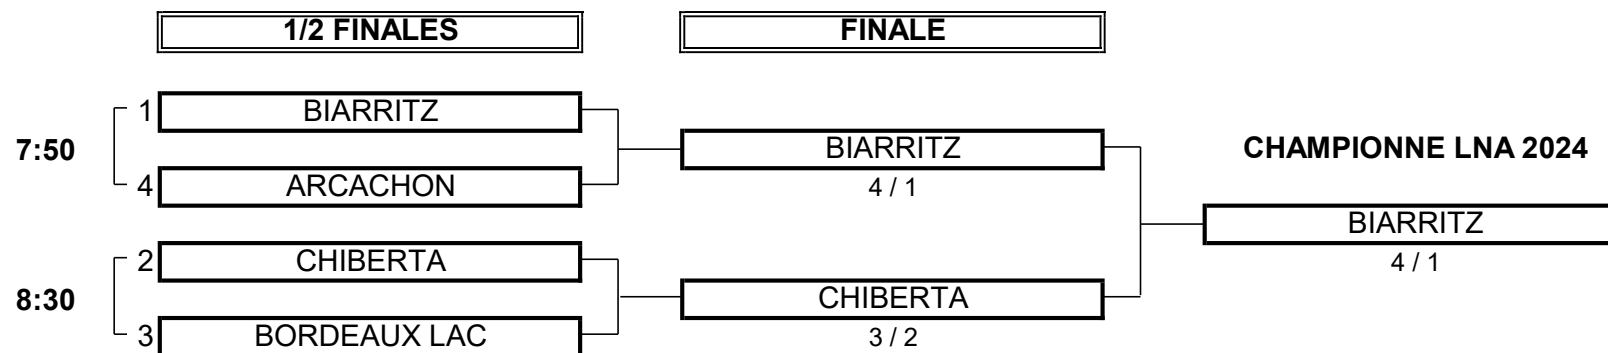 1/2 FINALES
FINALE
1 BIARRITZ
7:50
BIARRITZ
CHAMPIONNE LNA 2024
4 ARCACHON
4 / 1
BIARRITZ
4 / 1
2 CHIBERTA
8:30
CHIBERTA
3 BORDEAUX LAC
3 / 2